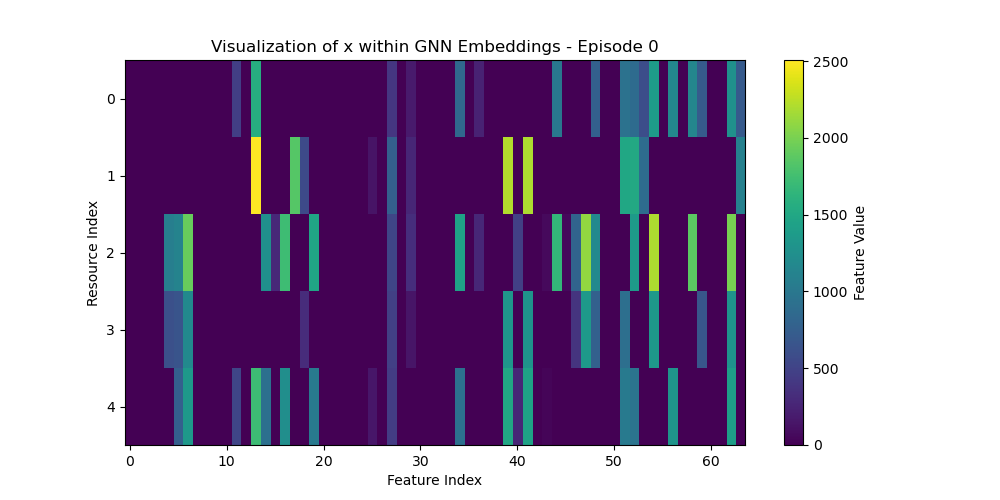 Visualization of x within GNN Embeddings - Episode 0
Resource Index
0
1
2
3
4
0 10 20 30 40 50 60
Feature Index
2500
2000
1500
1000
500
0
Feature Value